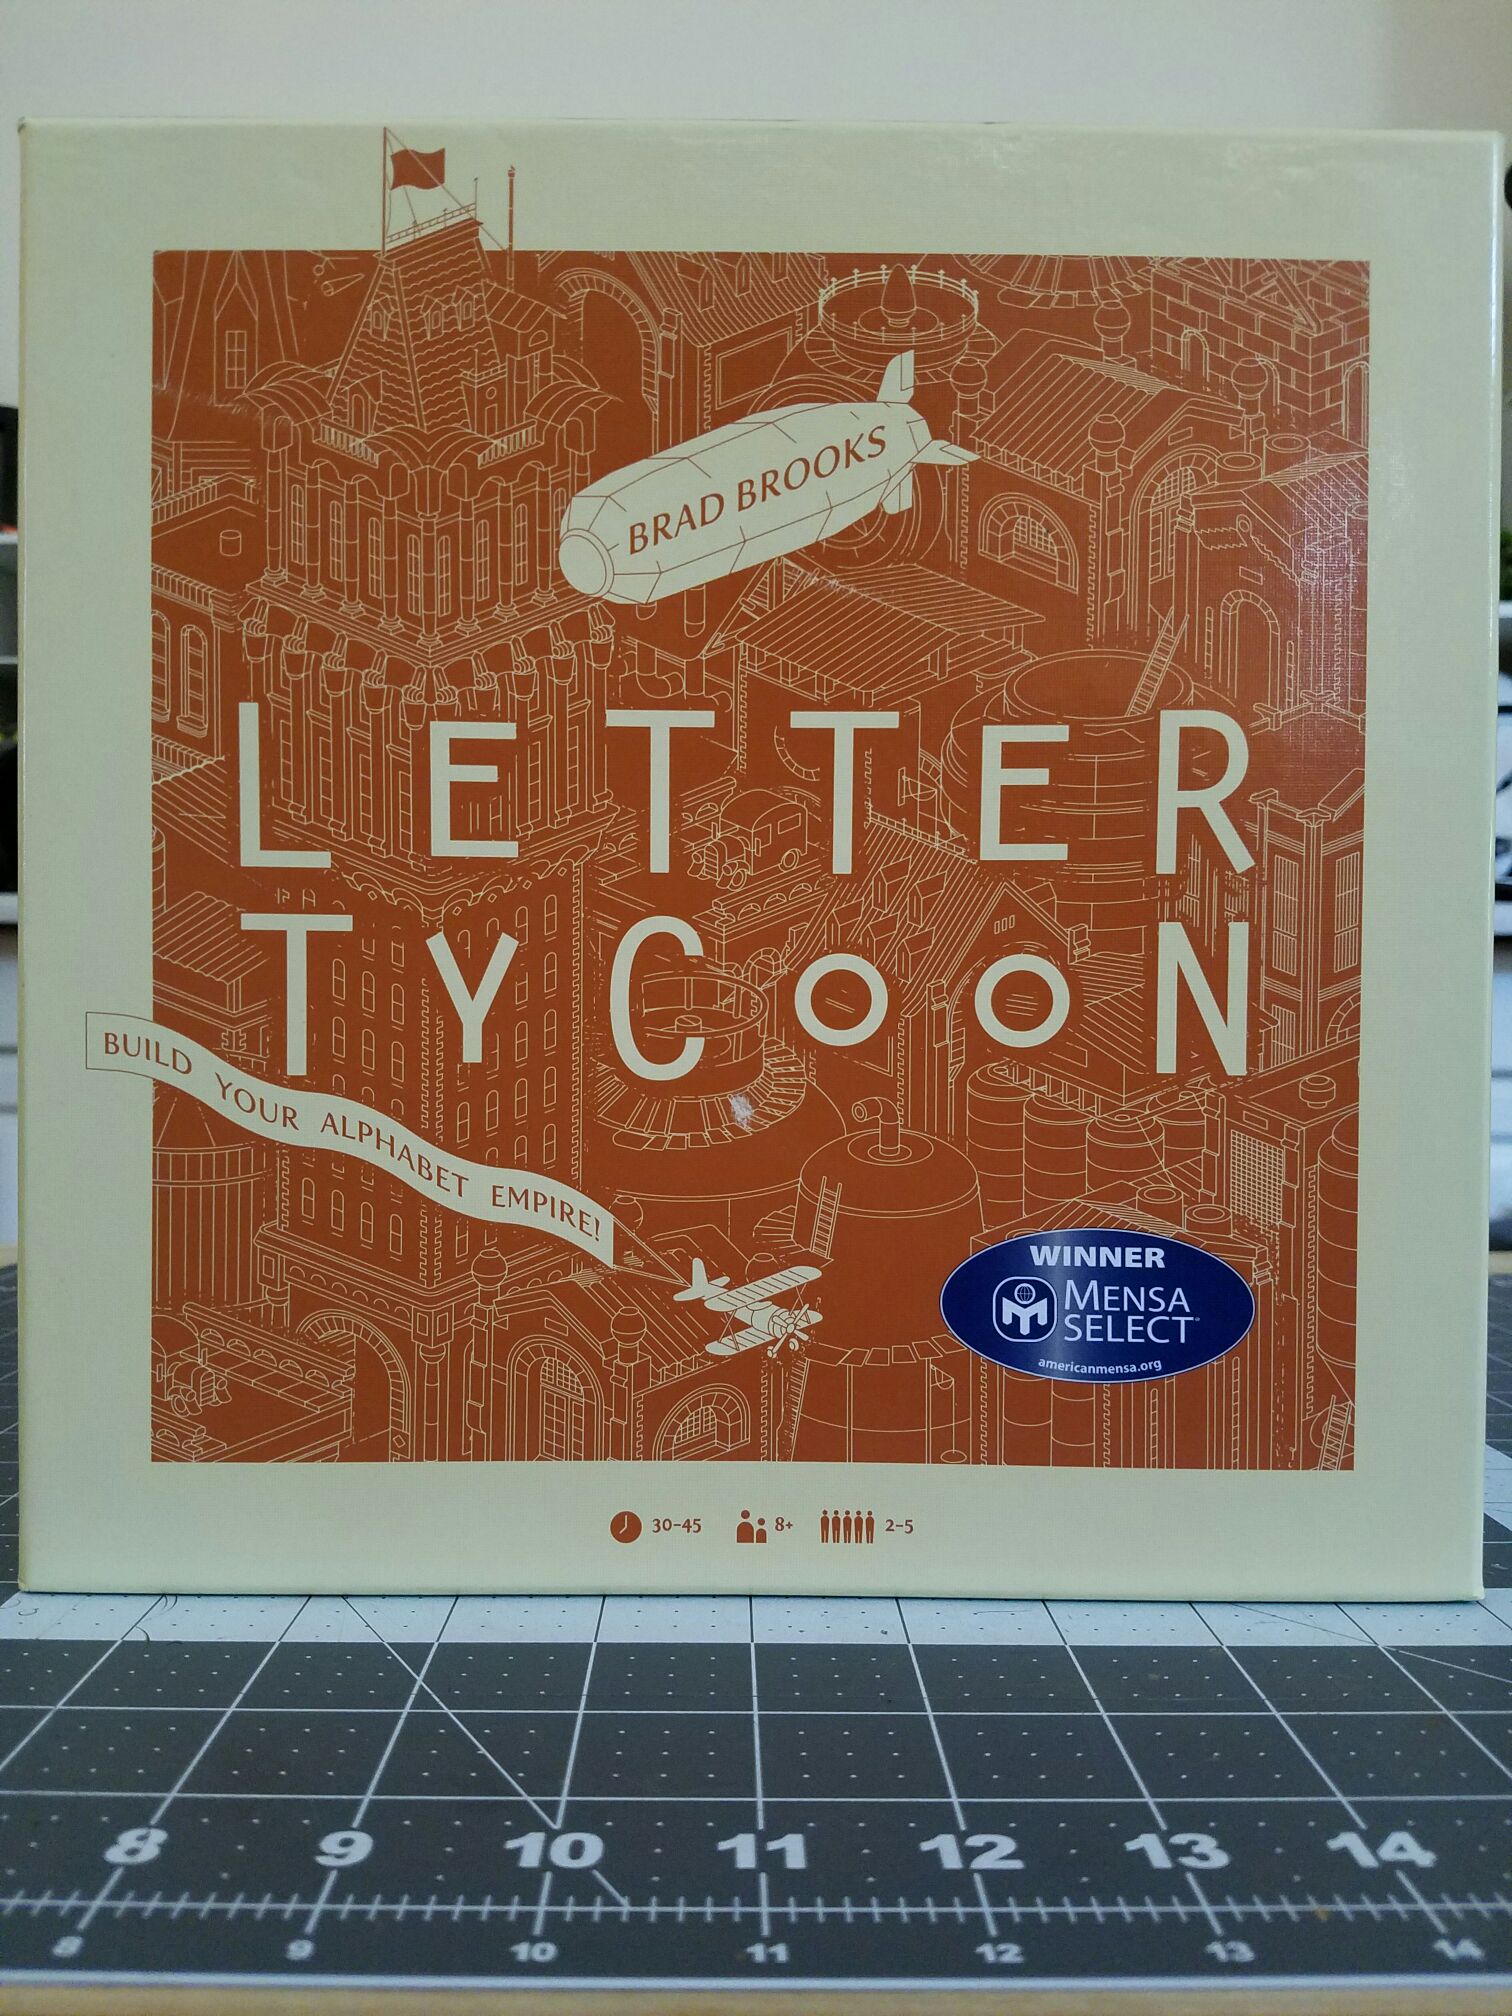 BRAD BROOKS
LETTER
TYCOON
BUILD YOUR ALPHABET EMPIRE!
WINNER
MENSA
SELECT
americanmensa.org
30-45 8+ 2-5
8 9 10 11 12 13 14
8 9 10 11 12 13 14